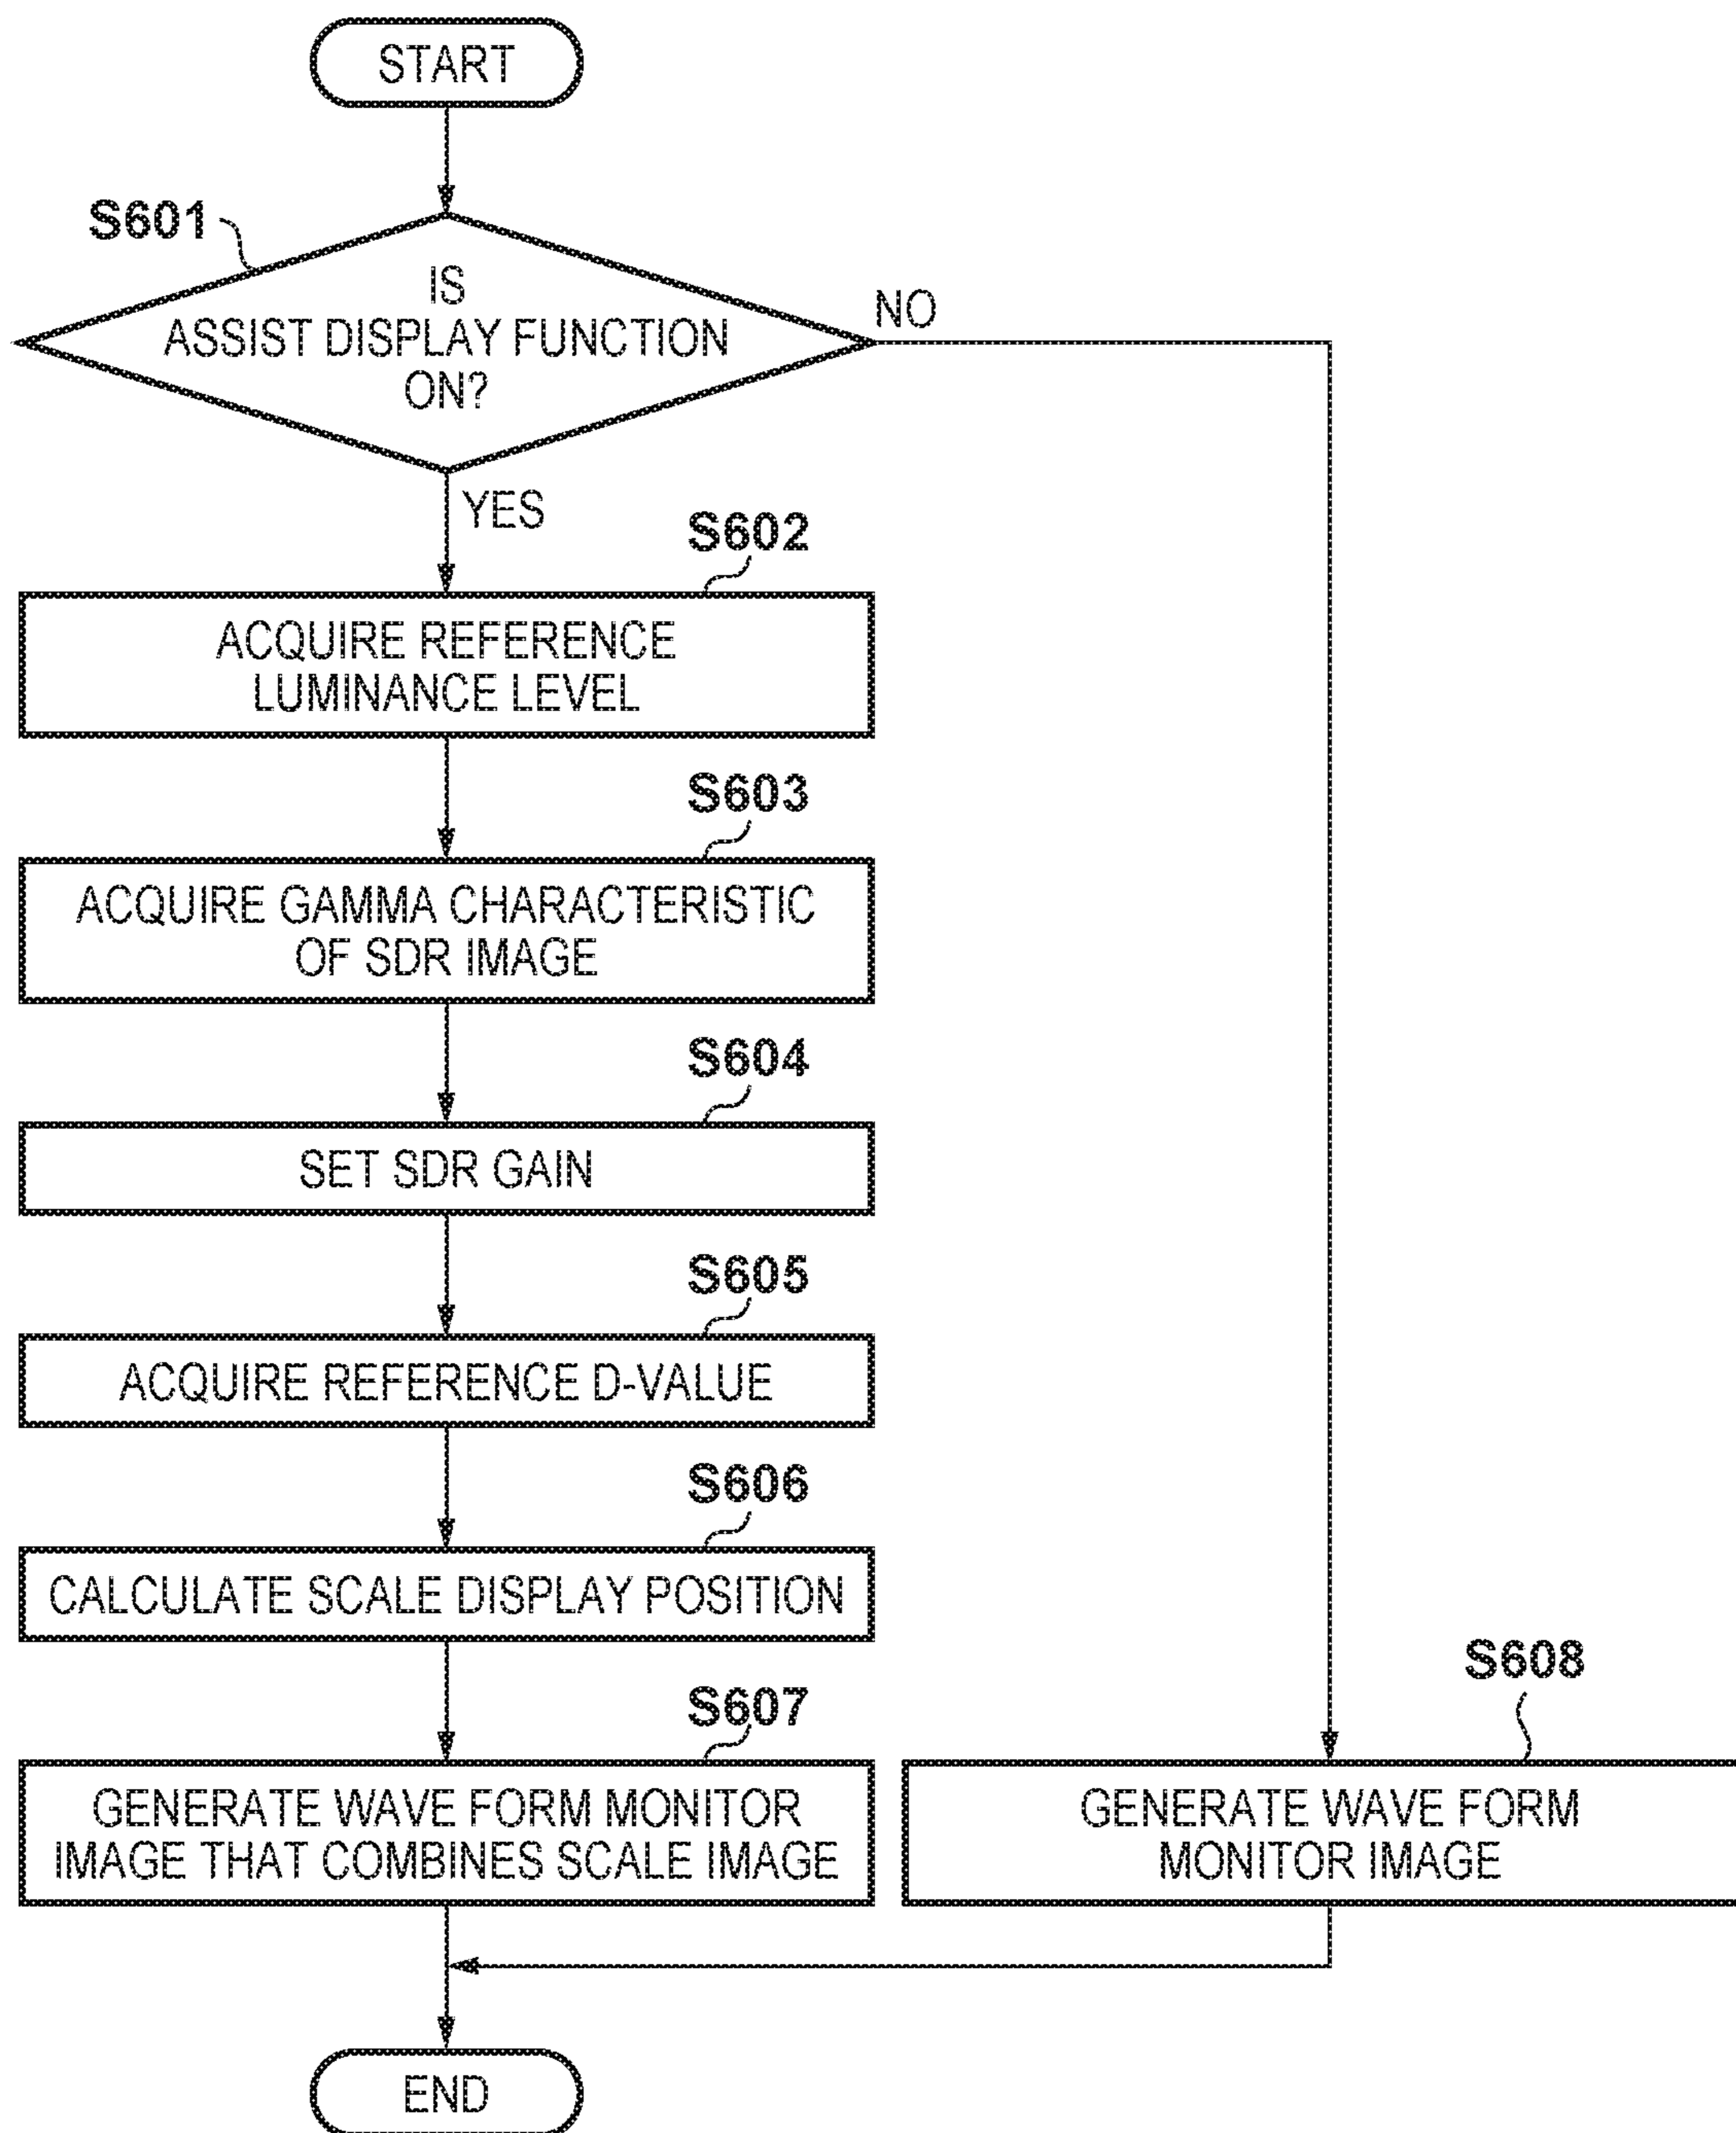 START
S601
IS
ASSIST DISPLAY FUNCTION
ON?
NO
YES
S602
ACQUIRE REFERENCE
LUMINANCE LEVEL
S603
ACQUIRE GAMMA CHARACTERISTIC
OF SDR IMAGE
S604
SET SDR GAIN
S605
ACQUIRE REFERENCE D-VALUE
S606
CALCULATE SCALE DISPLAY POSITION
S607
GENERATE WAVE FORM MONITOR
IMAGE THAT COMBINES SCALE IMAGE
S608
GENERATE WAVE FORM
MONITOR IMAGE
END